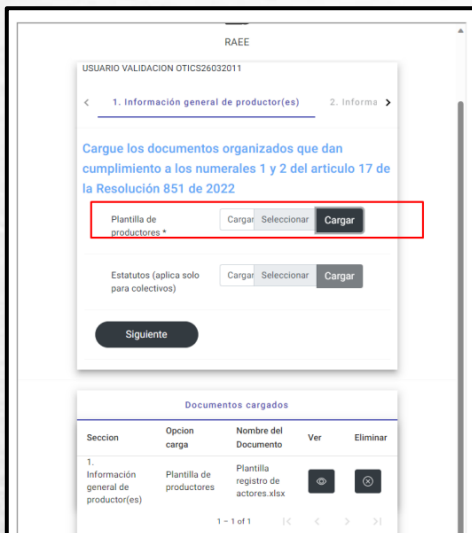 RAEE
USUARIO VALIDACION OTICS26032011
1. Información general de productor(es) 2. Informa
Cargue los documentos organizados que dan
cumplimiento a los numerales 1 y 2 del articulo 17 de
la Resolución 851 de 2022
Plantilla de
productores *
Cargar Seleccionar Cargar
Estatutos (aplica solo
para colectivos)
Cargar Seleccionar Cargar
Siguiente
Documentos cargados
Seccion Opcion carga Nombre del Documento Ver Eliminar
1.
Información
general de
productor(es)
Plantilla de
productores
Plantilla
registro de
actores.xlsx
1 – 1 of 1